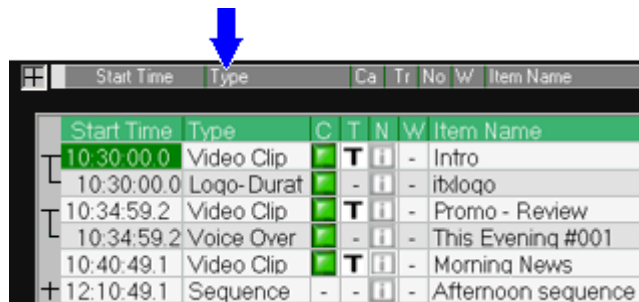 Start Time Type Ca Tr No W Item Name
Start Time Type C T N W Item Name
10:30:00.0 Video Clip T i - Intro
10:30:00.0 Logo-Durat - i - itxlogo
10:34:59.2 Video Clip T i - Promo - Review
10:34:59.2 Voice Over - i - This Evening #001
10:40:49.1 Video Clip T i - Morning News
+ 12:10:49.1 Sequence - - i - Afternoon sequence